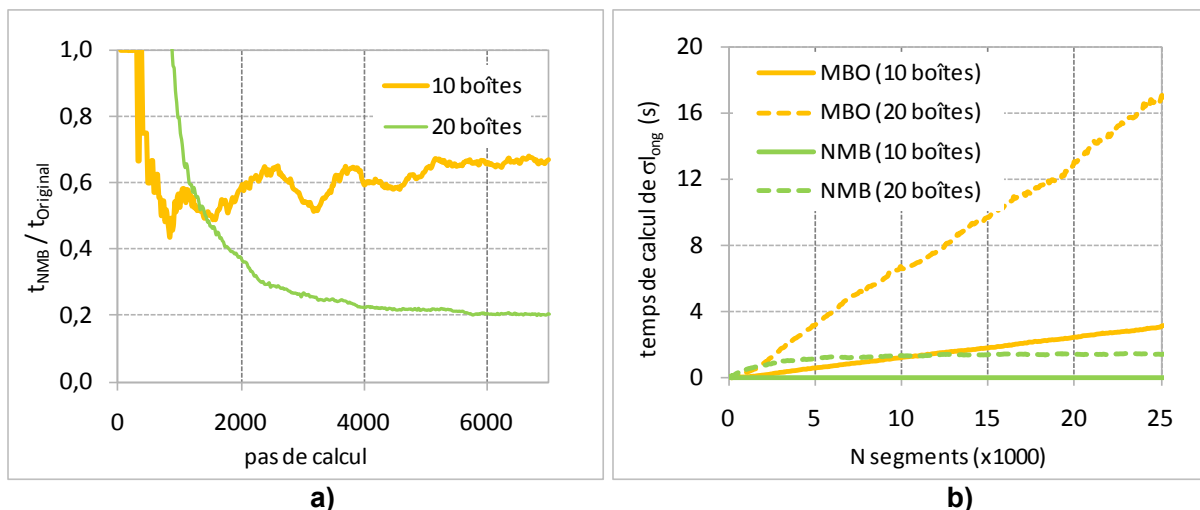 1,0
0,8
0,6
0,4
0,2
0,0
t_NMB / t_Original
10 boîtes
20 boîtes
0 2000 4000 6000
pas de calcul
a)
20
16
12
8
4
0
temps de calcul de σl_ong (s)
MBO (10 boîtes)
MBO (20 boîtes)
NMB (10 boîtes)
NMB (20 boîtes)
0 5 10 15 20 25
N segments (x1000)
b)